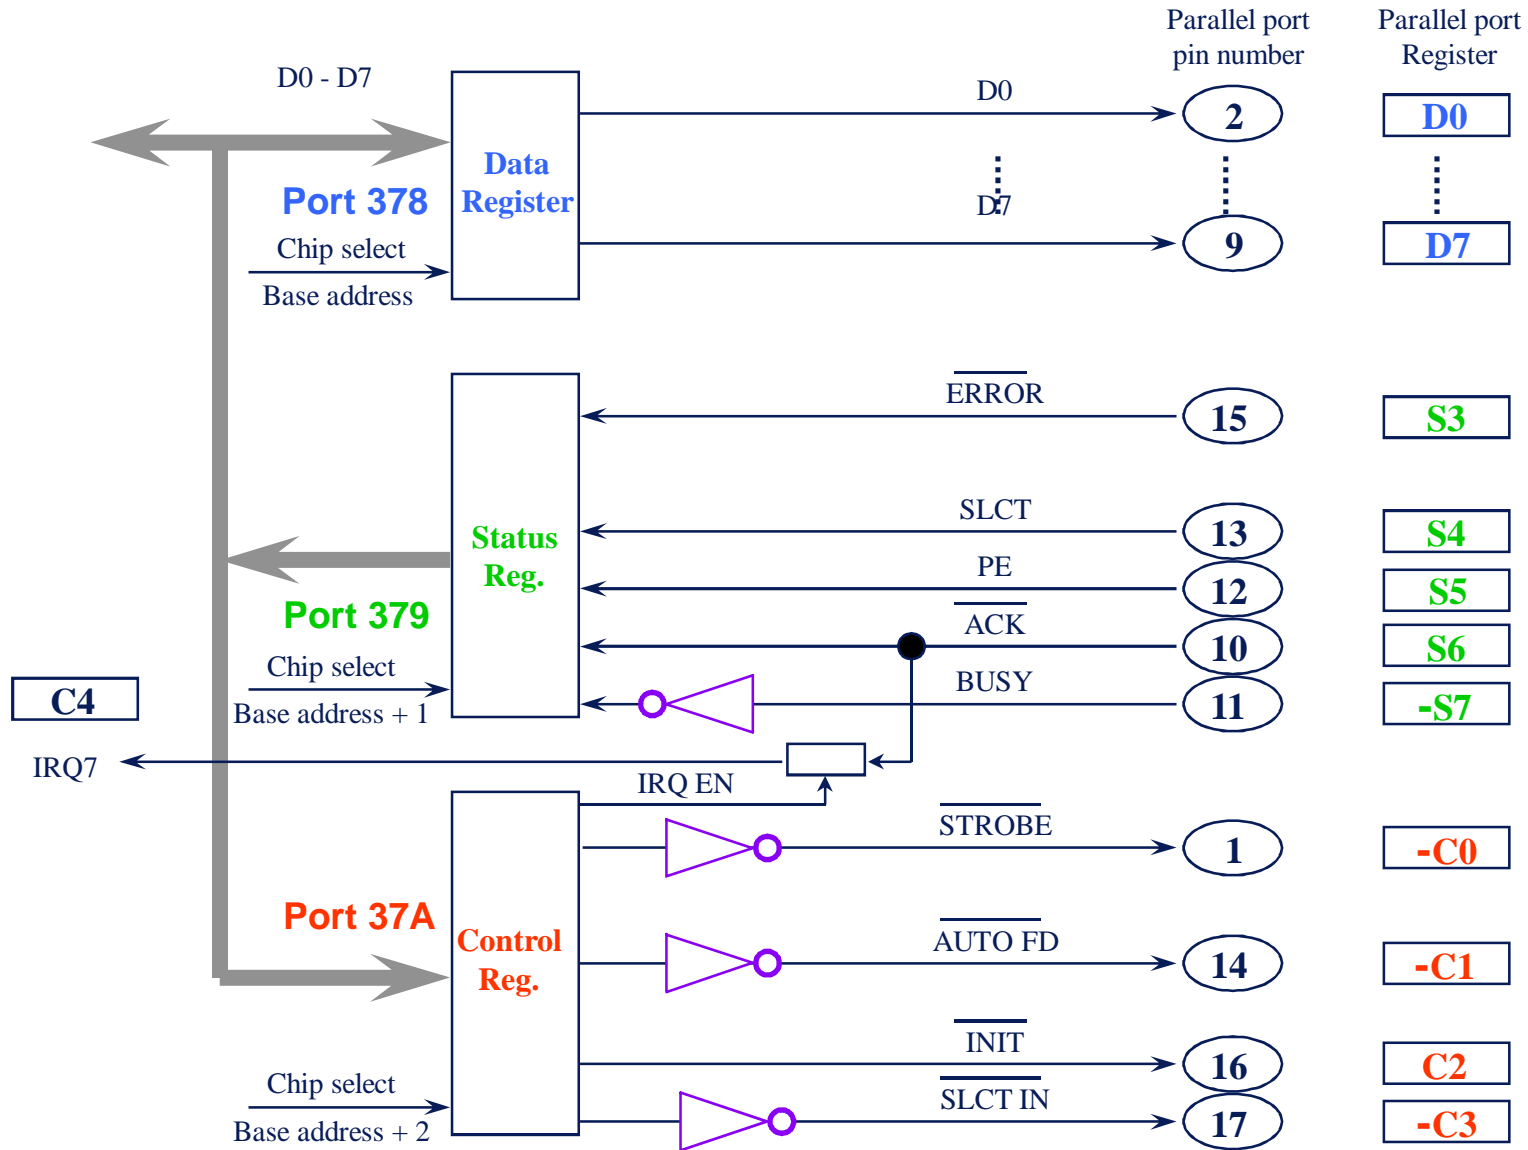 Parallel port
pin number
Parallel port
Register
D0 - D7
D0
2
D0
Data
Register
Port 378
D7
Chip select
9
D7
Base address
ERROR
15
S3
SLCT
13
S4
Status
Reg.
PE
12
S5
Port 379
ACK
10
S6
Chip select
BUSY
11
-S7
C4
Base address + 1
IRQ7
IRQ EN
STROBE
1
-C0
Port 37A
Control
Reg.
AUTO FD
14
-C1
INIT
16
C2
Chip select
SLCT IN
17
-C3
Base address + 2